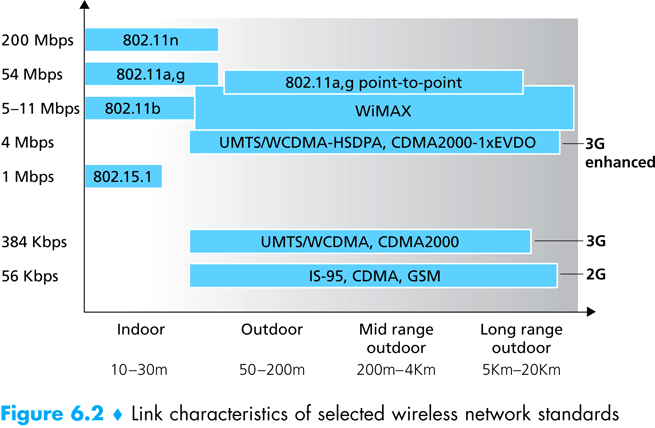 200 Mbps
802.11n
54 Mbps
802.11a,g
802.11a,g point-to-point
5–11 Mbps
802.11b
WiMAX
4 Mbps
UMTS/WCDMA-HSDPA, CDMA2000-1xEVDO
3G
enhanced
1 Mbps
802.15.1
384 Kbps
UMTS/WCDMA, CDMA2000
3G
56 Kbps
IS-95, CDMA, GSM
2G
Indoor
Outdoor
Mid range
outdoor
Long range
outdoor
10–30m
50–200m
200m–4Km
5Km–20Km
Figure 6.2 ♦ Link characteristics of selected wireless network standards